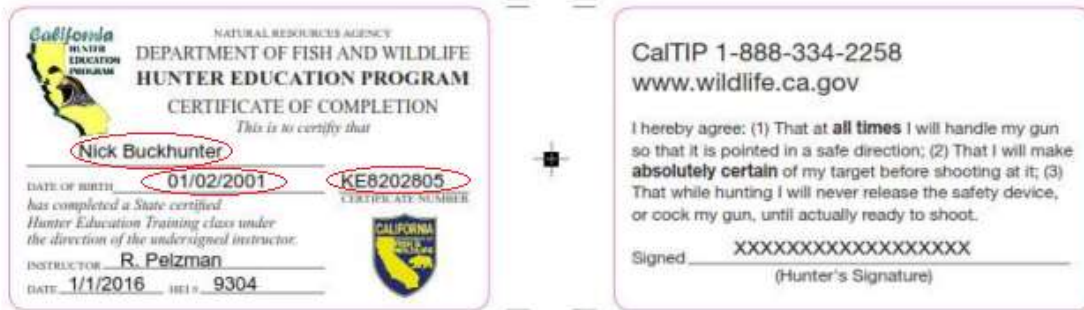 California
HUNTER
EDUCATION
PROGRAM
NATURAL RESOURCES AGENCY
DEPARTMENT OF FISH AND WILDLIFE
HUNTER EDUCATION PROGRAM
CERTIFICATE OF COMPLETION
This is to certify that
Nick Buckhunter
DATE OF BIRTH 01/02/2001 KE8202805
CERTIFICATE NUMBER
has completed a State certified
Hunter Education Training class under
the direction of the undersigned instructor.
INSTRUCTOR R. Pelzman
DATE 1/1/2016 HEI # 9304
CALIFORNIA
FISH &
WILDLIFE
CalTIP 1-888-334-2258
www.wildlife.ca.gov
I hereby agree: (1) That at all times I will handle my gun
so that it is pointed in a safe direction; (2) That I will make
absolutely certain of my target before shooting at it; (3)
That while hunting I will never release the safety device,
or cock my gun, until actually ready to shoot.
Signed XXXXXXXXXXXXXXXXXX
(Hunter's Signature)